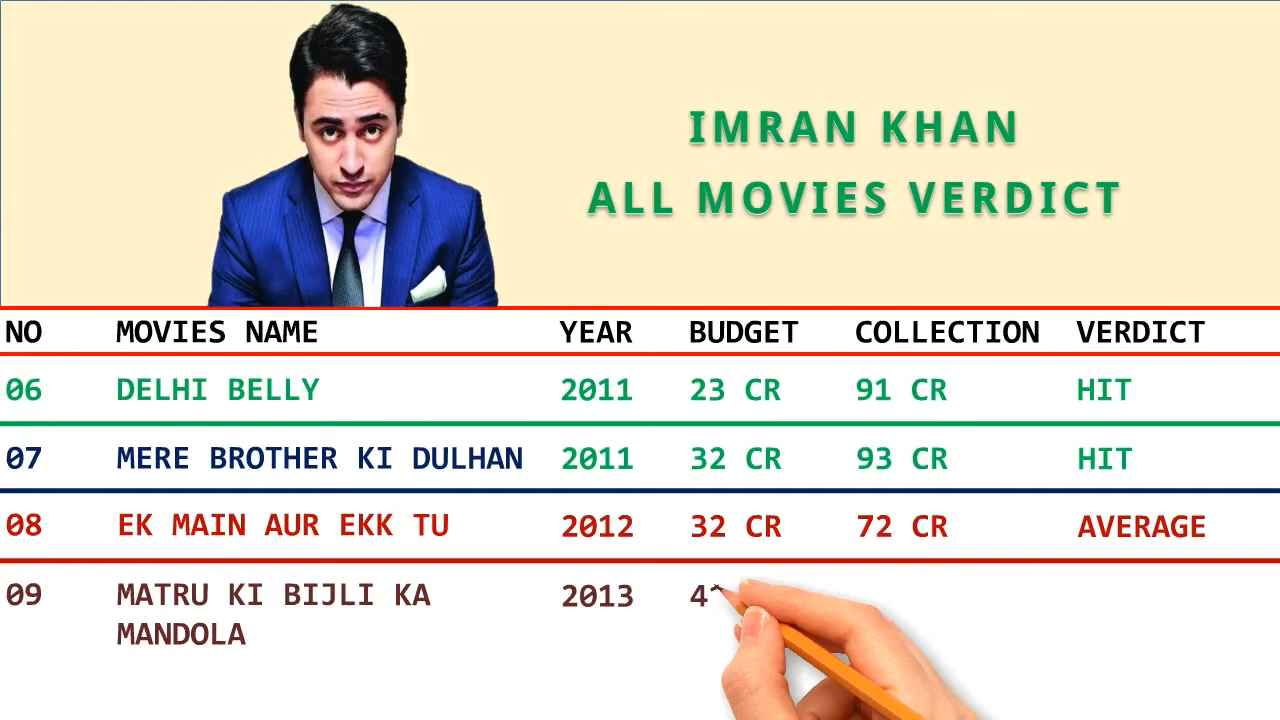 IMRAN KHAN
ALL MOVIES VERDICT
NO MOVIES NAME YEAR BUDGET COLLECTION VERDICT
06 DELHI BELLY 2011 23 CR 91 CR HIT
07 MERE BROTHER KI DULHAN 2011 32 CR 93 CR HIT
08 EK MAIN AUR EKK TU 2012 32 CR 72 CR AVERAGE
09 MATRU KI BIJLI KA 2013
MANDOLA